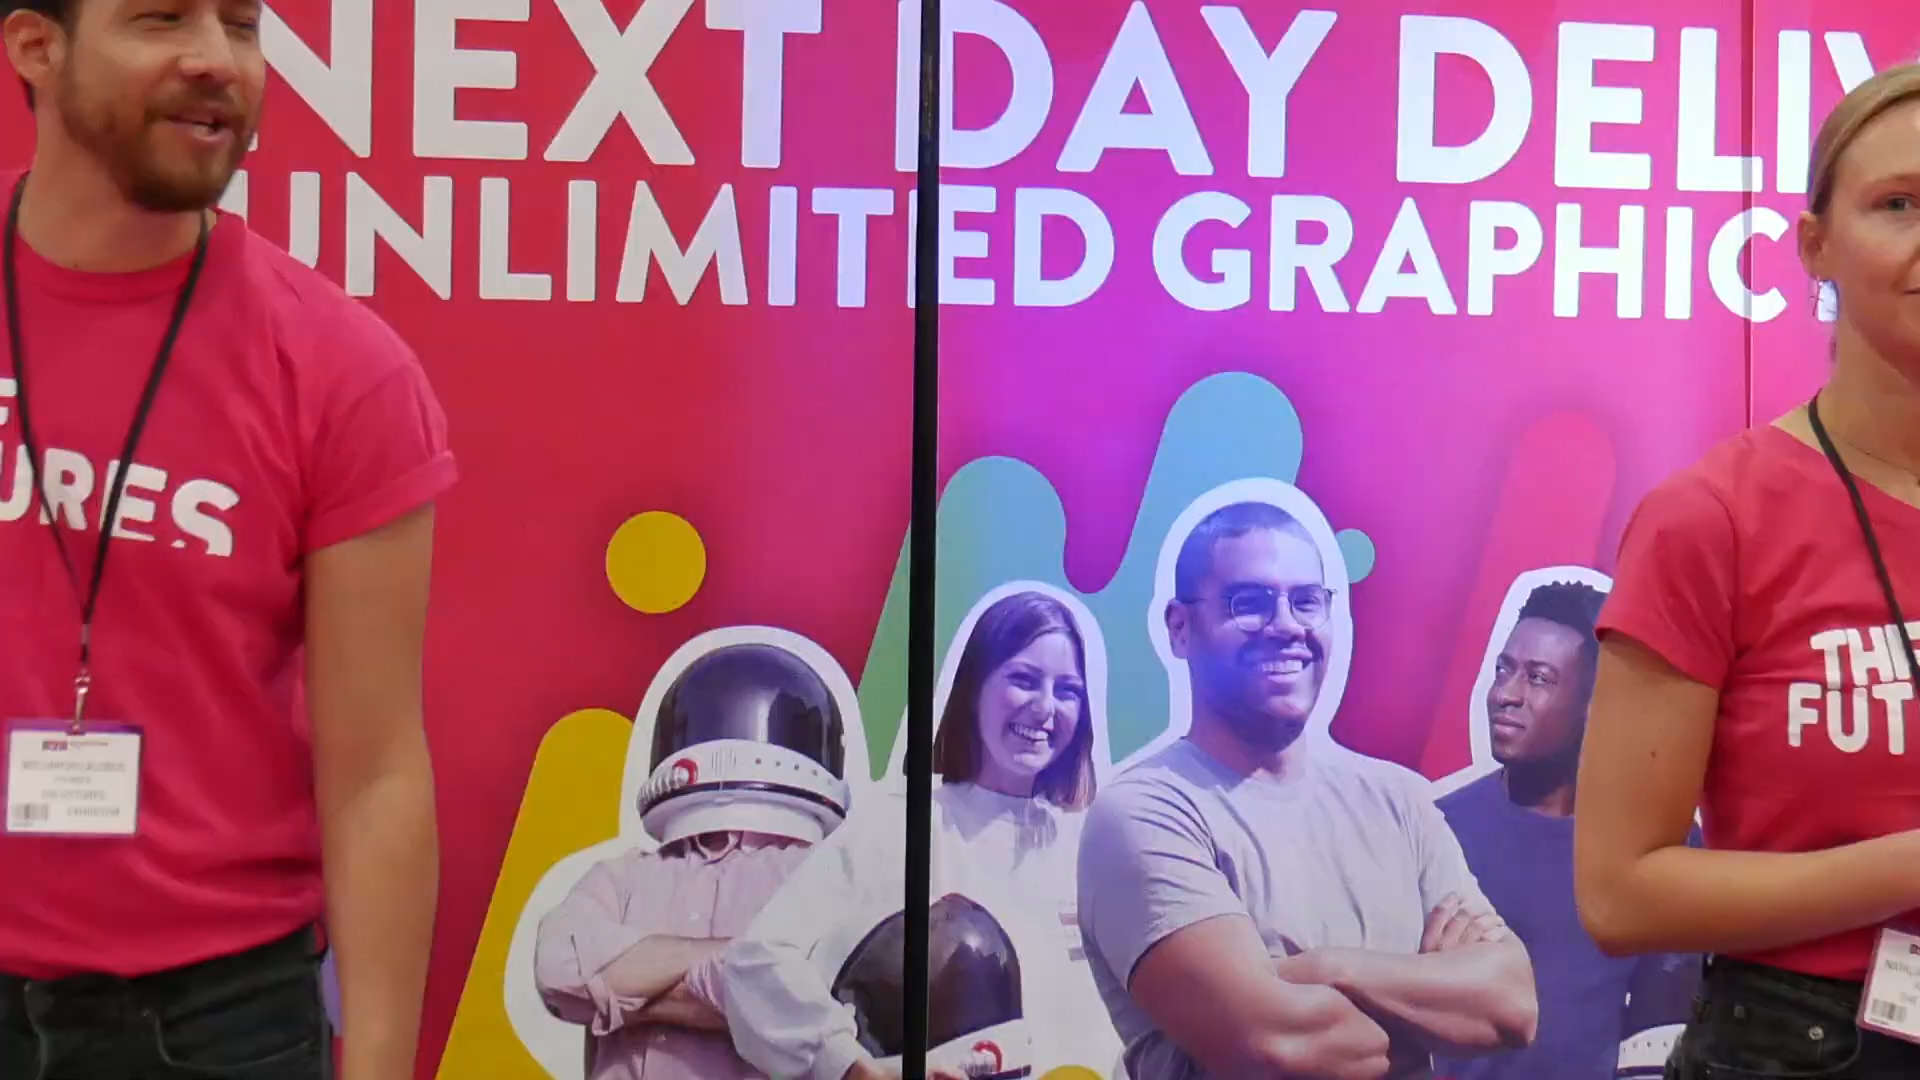 NEXT DAY DELIV
UNLIMITED GRAPHIC
URES
THE
FUT